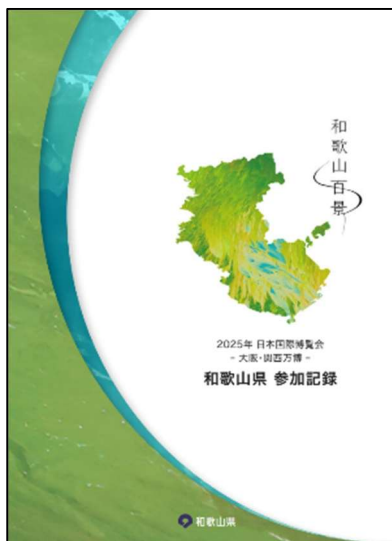 和歌山百景
2025年 日本国際博覧会
- 大阪・関西万博 -
和歌山県 参加記録
和歌山県